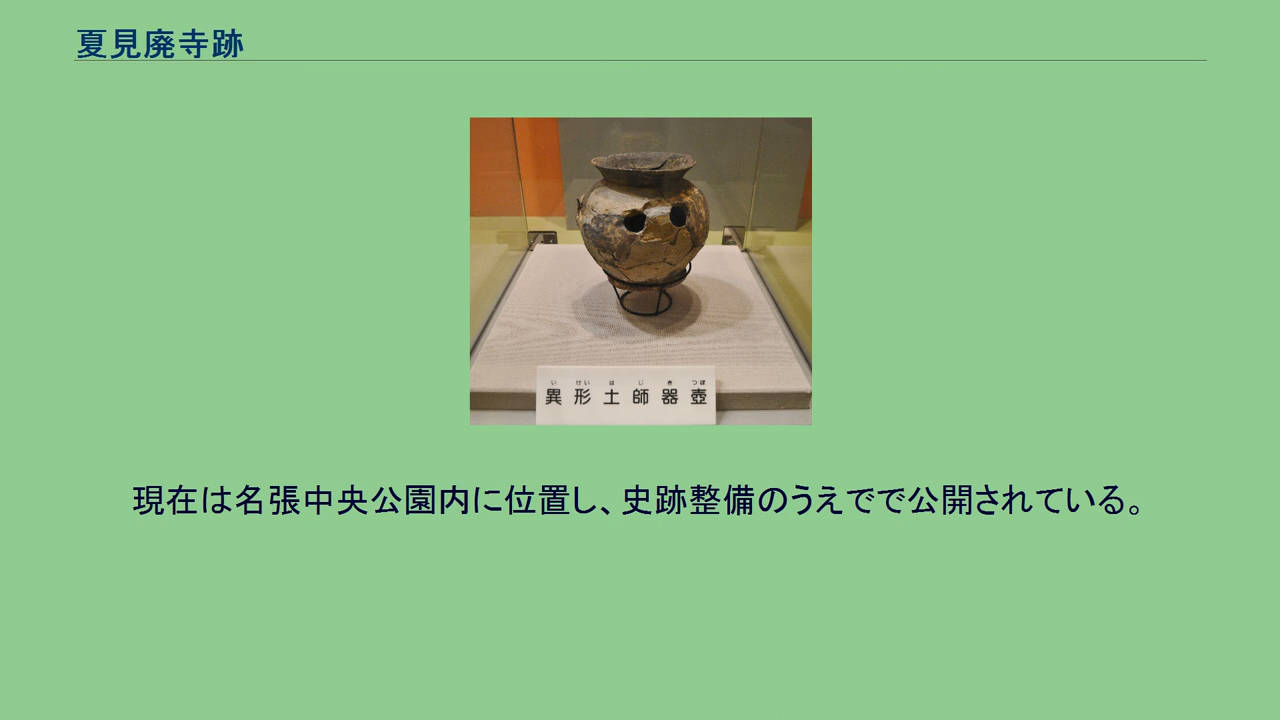 夏見廃寺跡
い けい は じ き つぼ
異形土師器壺
現在は名張中央公園内に位置し、史跡整備のうえでで公開されている。